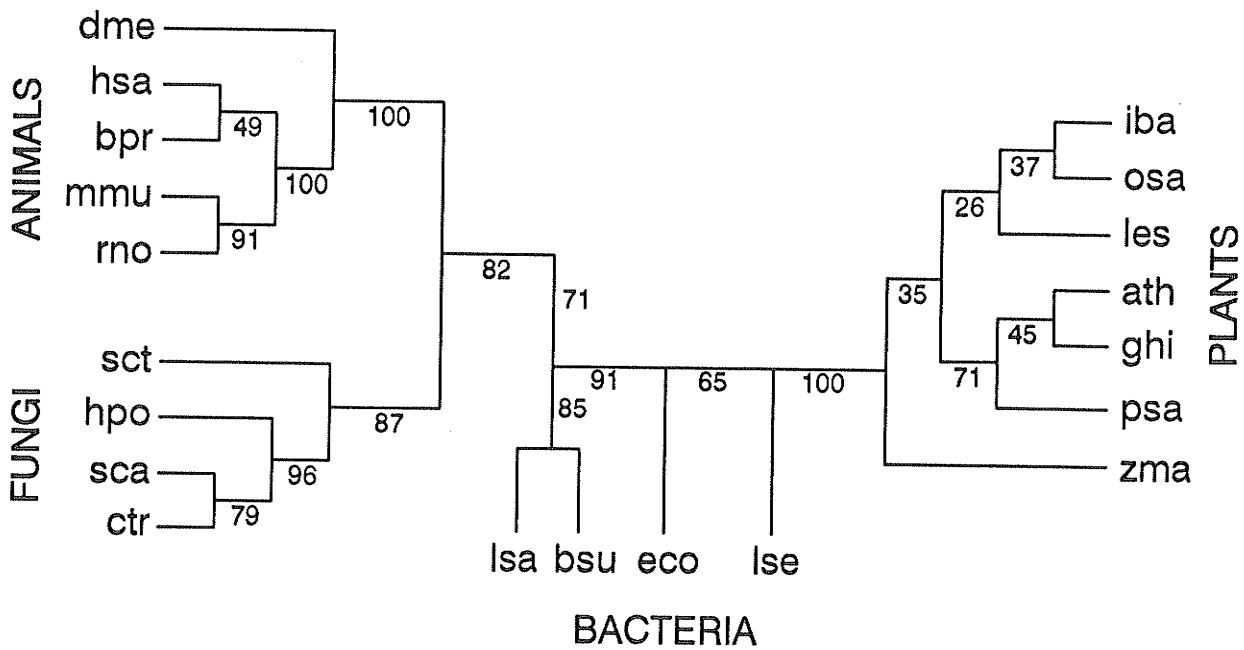 ANIMALS
dme
hsa
bpr
mmu
rno
100
49
100
91
FUNGI
sct
hpo
sca
ctr
87
96
79
82
71
91
65
100
85
lsa bsu eco lse
BACTERIA
PLANTS
iba
osa
les
ath
ghi
psa
zma
37
26
35
45
71